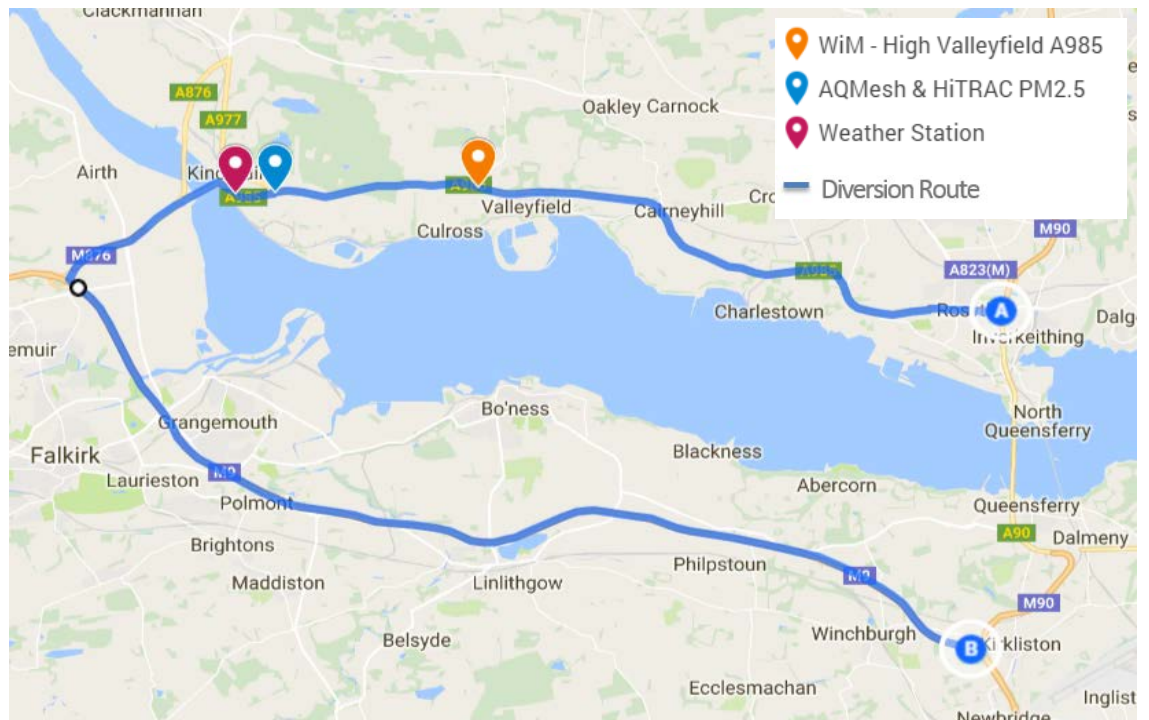 Clackmannan
WiM - High Valleyfield A985
AQMesh & HiTRAC PM2.5
Weather Station
Diversion Route
A876
A977
Oakley Carnock
Airth
Valleyfield
Cairneyhill
Culross
M90
M876
A985
A823(M)
Charlestown
A
Inverkeithing
Bo'ness
North
Queensferry
Grangemouth
Falkirk
Blackness
Laurieston
M9
Abercorn
Polmont
Queensferry
A90
Dalmeny
Brightons
Philpstoun
M9
Maddiston
Linlithgow
M90
Winchburgh
B
Kirkliston
Belsyde
Ecclesmachan
Newbridge